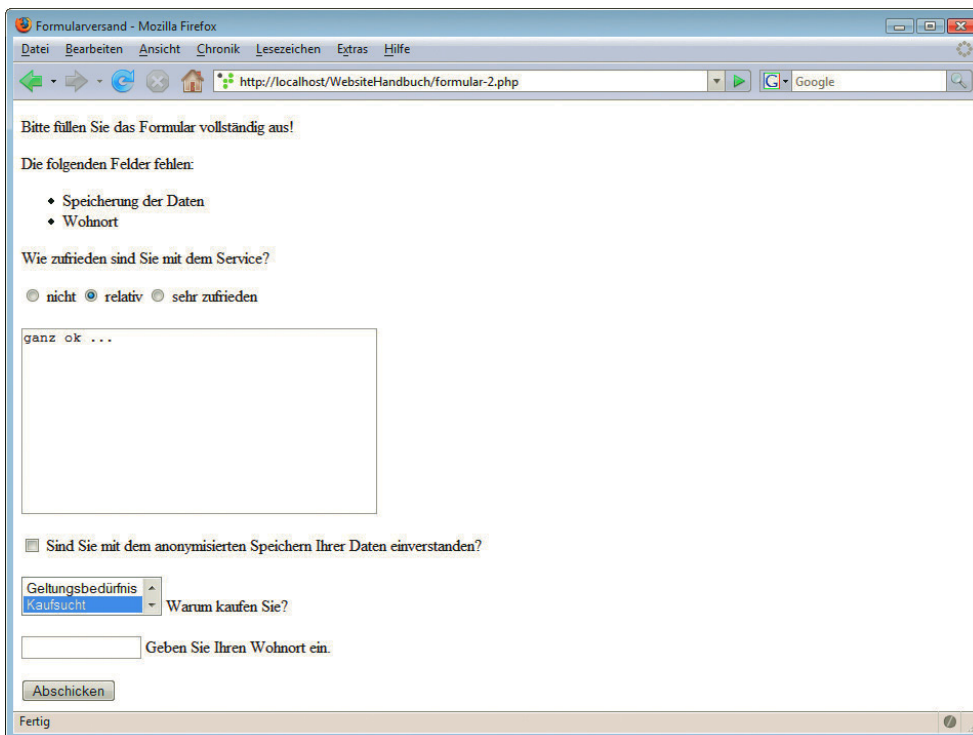 Formularversand - Mozilla Firefox
Datei Bearbeiten Ansicht Chronik Lesezeichen Extras Hilfe
http://localhost/WebsiteHandbuch/formular-2.php G Google
Bitte füllen Sie das Formular vollständig aus!
Die folgenden Felder fehlen:
• Speicherung der Daten
• Wohnort
Wie zufrieden sind Sie mit dem Service?
nicht relativ sehr zufrieden
ganz ok ...
Sind Sie mit dem anonymisierten Speichern Ihrer Daten einverstanden?
Geltungsbedürfnis
Kaufsucht Warum kaufen Sie?
Geben Sie Ihren Wohnort ein.
Abschicken
Fertig